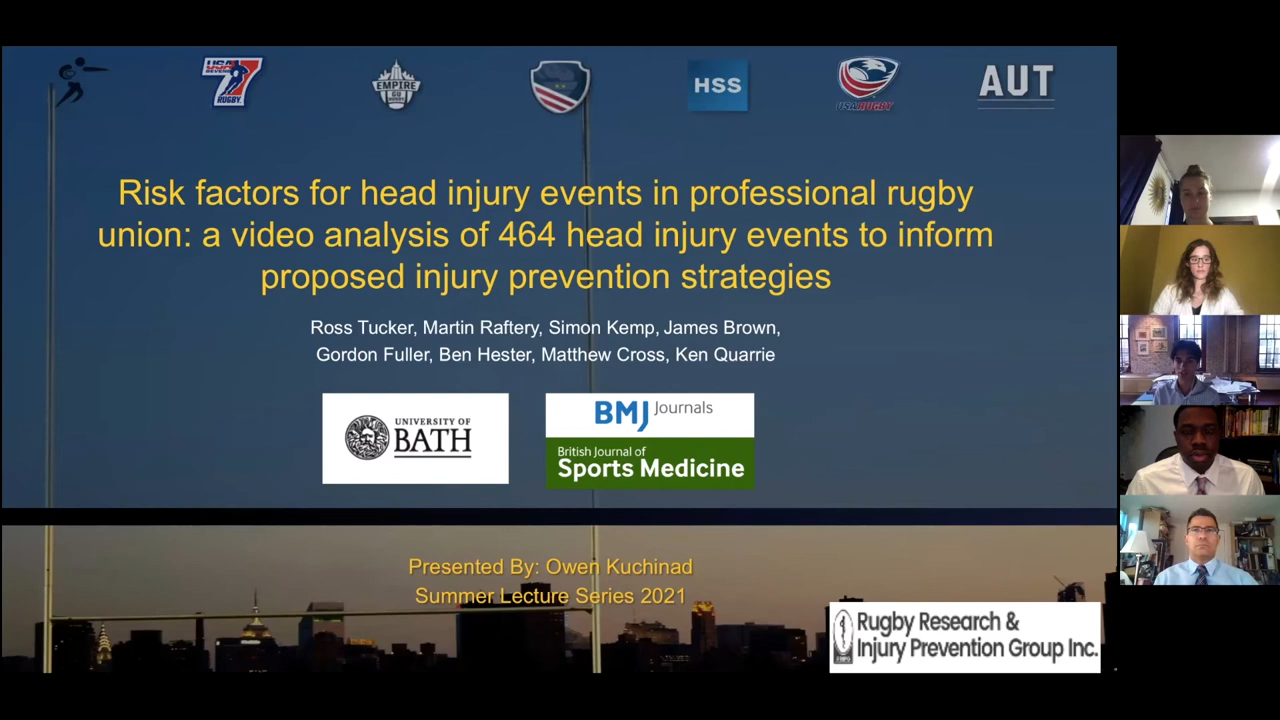 USA
SEVENS
RUGBY
EMPIRE
GU
RUGBY
HSS
USA RUGBY
AUT
Risk factors for head injury events in professional rugby
union: a video analysis of 464 head injury events to inform
proposed injury prevention strategies
Ross Tucker, Martin Raftery, Simon Kemp, James Brown,
Gordon Fuller, Ben Hester, Matthew Cross, Ken Quarrie
UNIVERSITY OF
BATH
BMJ Journals
British Journal of
Sports Medicine
Presented By: Owen Kuchinad
Summer Lecture Series 2021
Rugby Research &
Injury Prevention Group Inc.